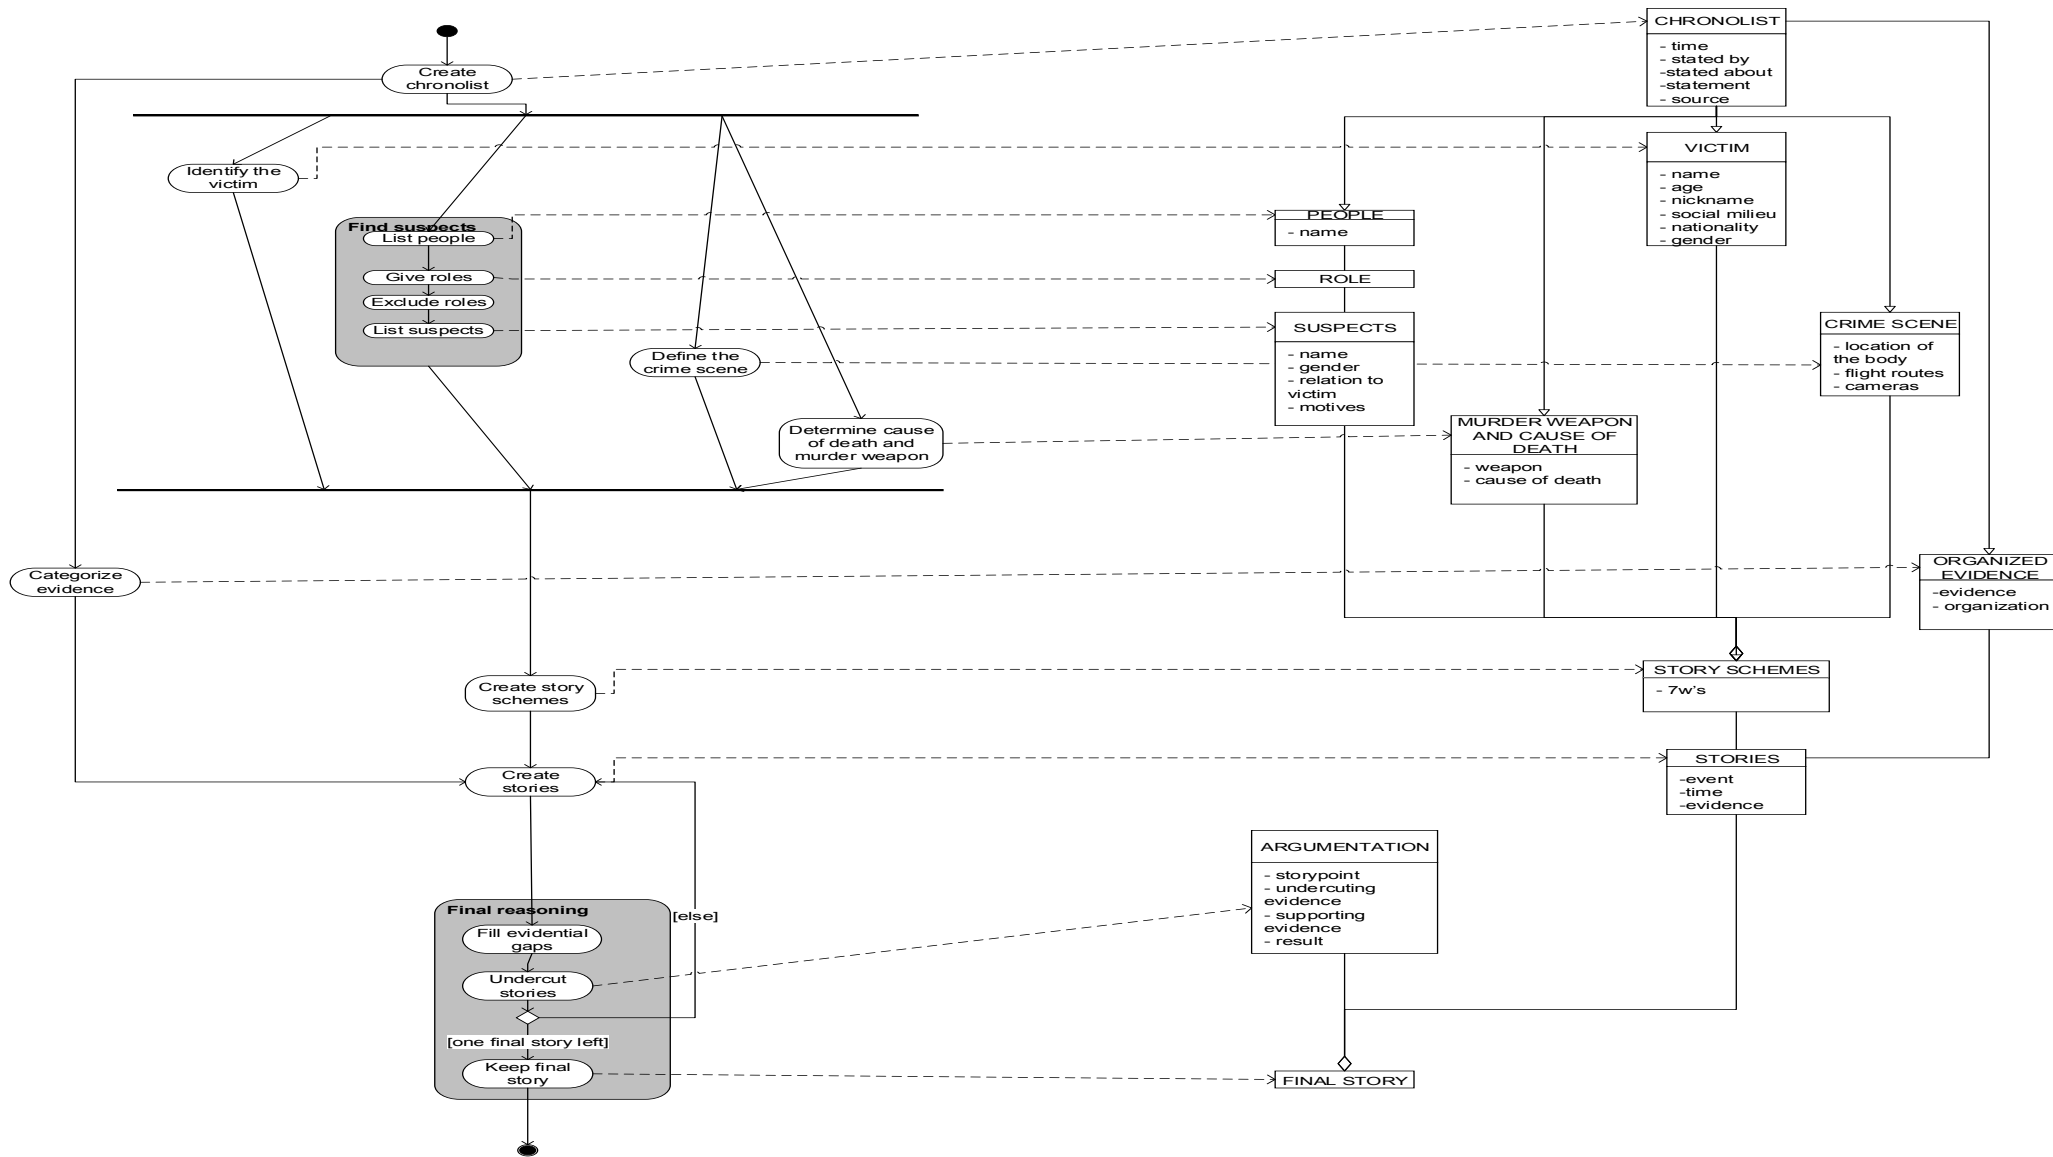 Create
chronolist
Identify the
victim
Find suspects
List people
Give roles
Exclude roles
List suspects
Define the
crime scene
Determine cause
of death and
murder weapon
Categorize
evidence
Create story
schemes
Create
stories
Final reasoning
Fill evidential
gaps
Undercut
stories
[else]
[one final story left]
Keep final
story
CHRONOLIST
- time
- stated by
-stated about
-statement
- source
VICTIM
- name
- age
- nickname
- social milieu
- nationality
- gender
PEOPLE
- name
ROLE
SUSPECTS
- name
- gender
- relation to
victim
- motives
CRIME SCENE
- location of
the body
- flight routes
- cameras
MURDER WEAPON
AND CAUSE OF
DEATH
- weapon
- cause of death
ORGANIZED
EVIDENCE
-evidence
- organization
STORY SCHEMES
- 7w's
STORIES
-event
-time
-evidence
ARGUMENTATION
- storypoint
- undercuting
evidence
- supporting
evidence
- result
FINAL STORY